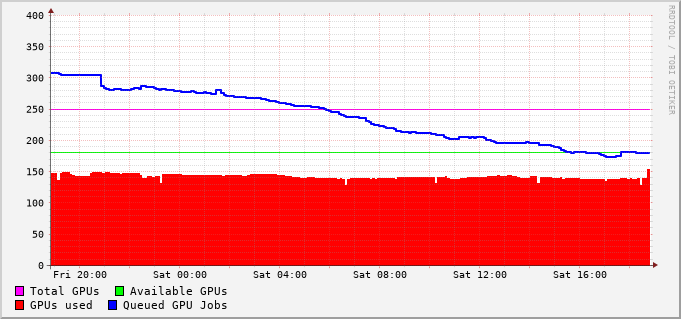 400
350
300
250
200
150
100
50
0
Fri 20:00 Sat 00:00 Sat 04:00 Sat 08:00 Sat 12:00 Sat 16:00
Total GPUs Available GPUs
GPUs used Queued GPU Jobs
RRDTOOL / TOBI OETIKER